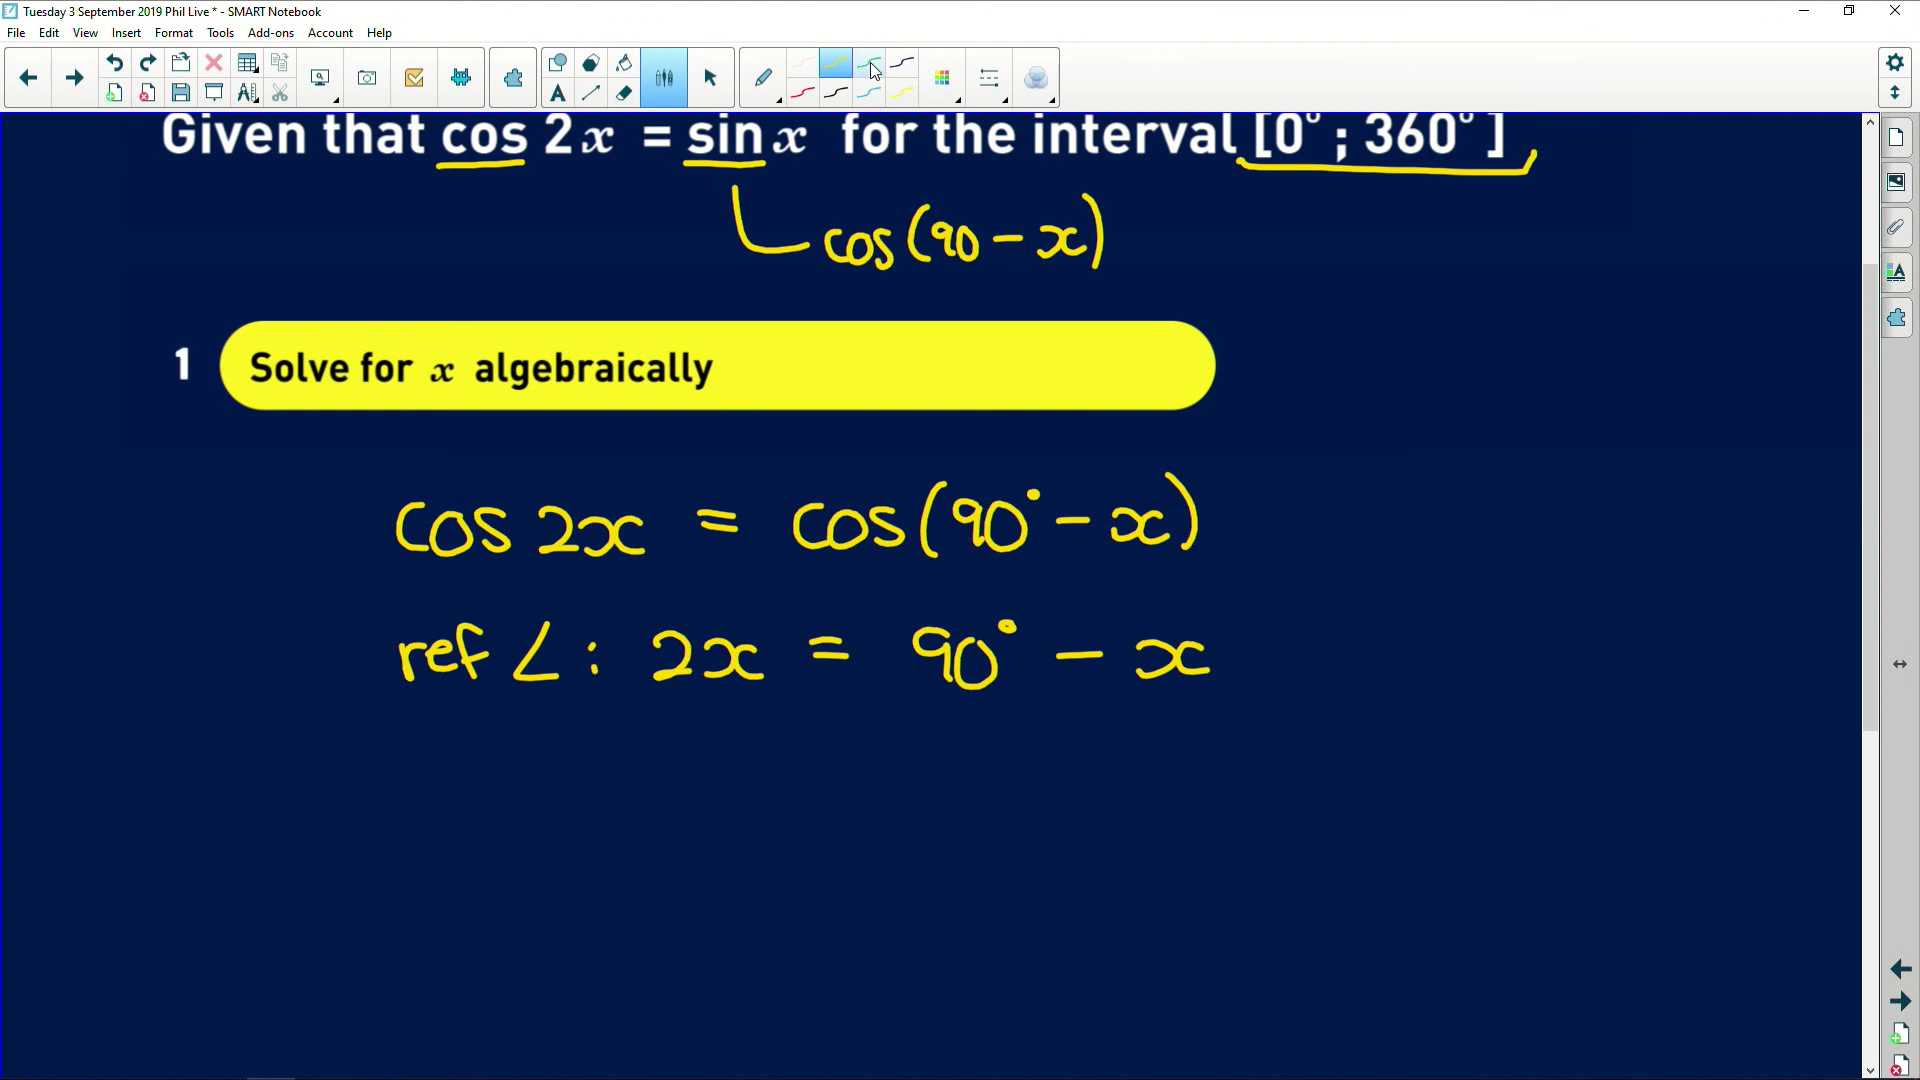 Tuesday 3 September 2019 Phil Live * - SMART Notebook
File Edit View Insert Format Tools Add-ons Account Help
Given that cos 2x = sin x for the interval [0° ; 360°]
cos(90 - x)
1 Solve for x algebraically
cos 2x = cos(90° - x)
ref ∠ : 2x = 90° - x